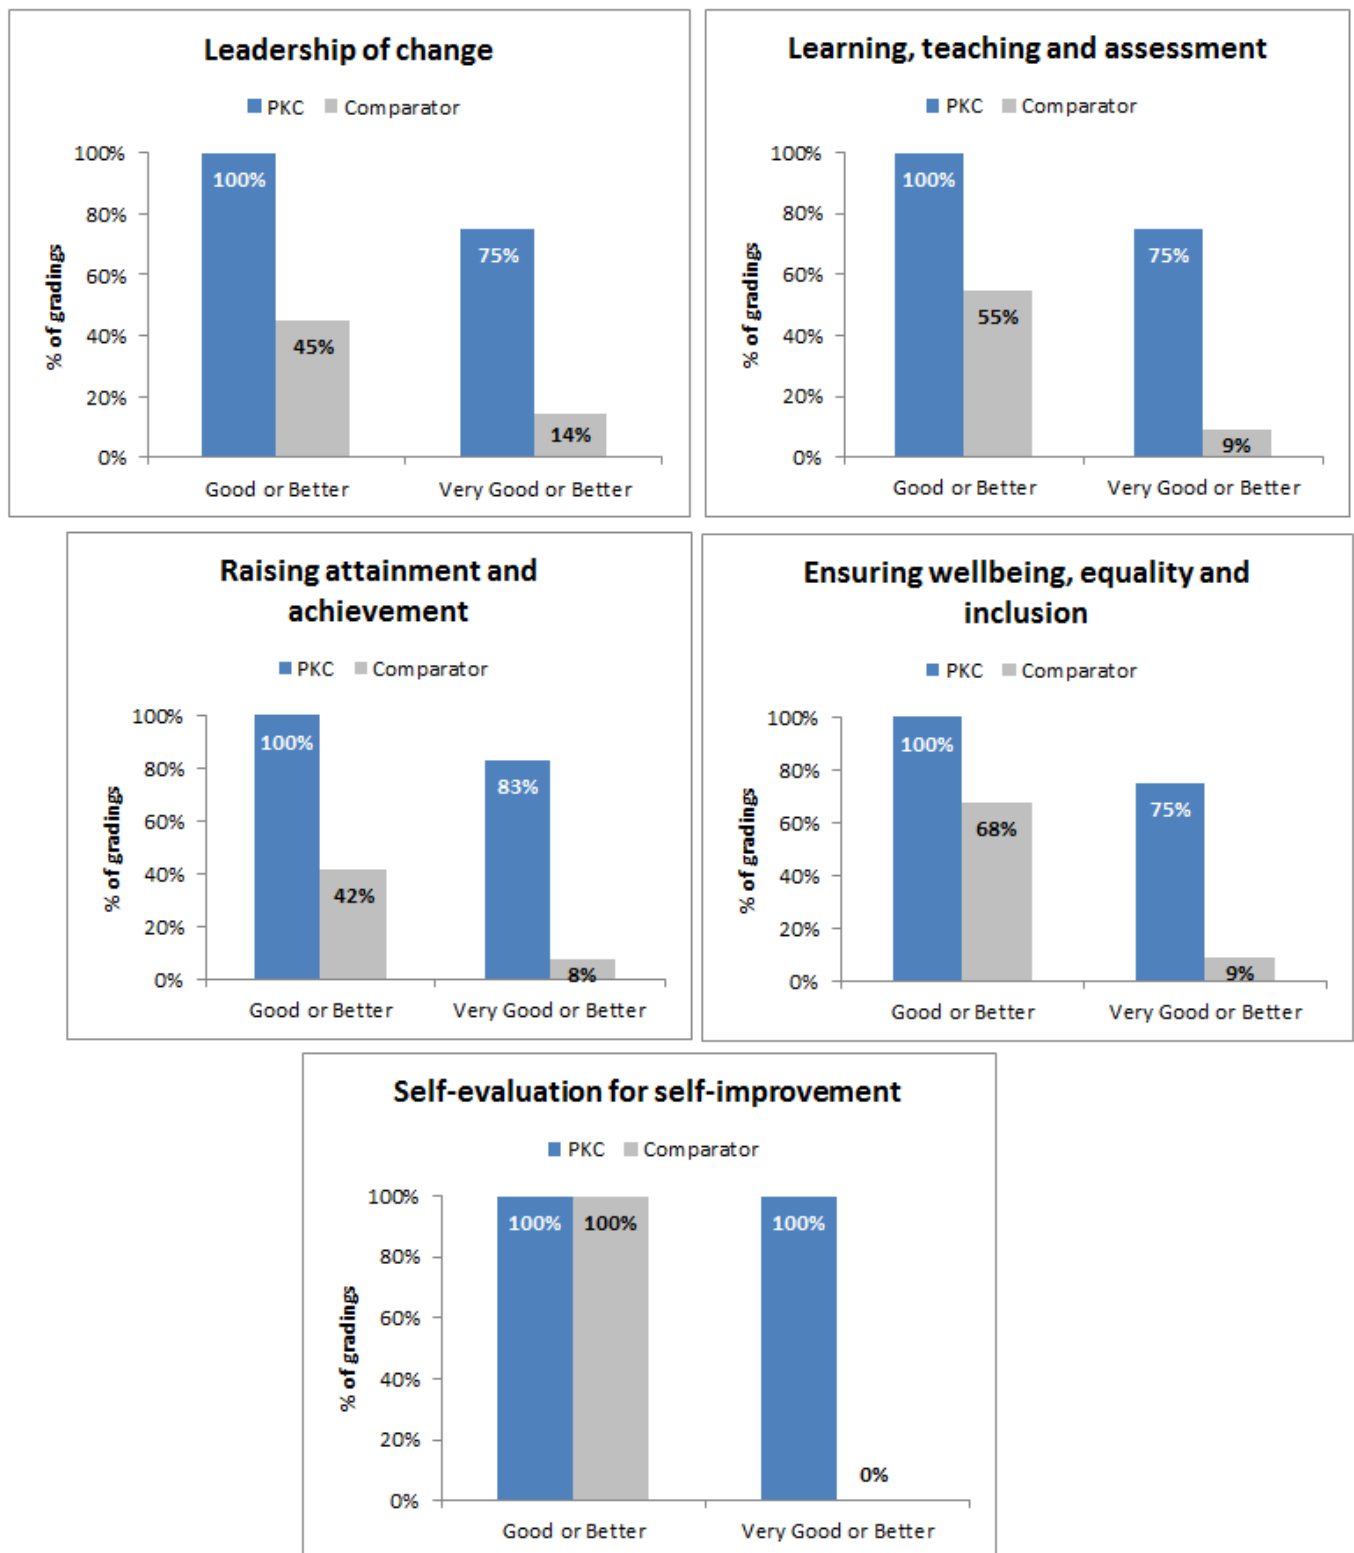 Leadership of change
PKC Comparator
100%
80%
60%
40%
20%
0%
% of gradings
100%
45%
75%
14%
Good or Better Very Good or Better
Learning, teaching and assessment
PKC Comparator
100%
80%
60%
40%
20%
0%
% of gradings
100%
55%
75%
9%
Good or Better Very Good or Better
Raising attainment and
achievement
PKC Comparator
100%
80%
60%
40%
20%
0%
% of gradings
100%
42%
83%
8%
Good or Better Very Good or Better
Ensuring wellbeing, equality and
inclusion
PKC Comparator
100%
80%
60%
40%
20%
0%
% of gradings
100%
68%
75%
9%
Good or Better Very Good or Better
Self-evaluation for self-improvement
PKC Comparator
100%
80%
60%
40%
20%
0%
% of gradings
100%
100%
100%
0%
Good or Better Very Good or Better